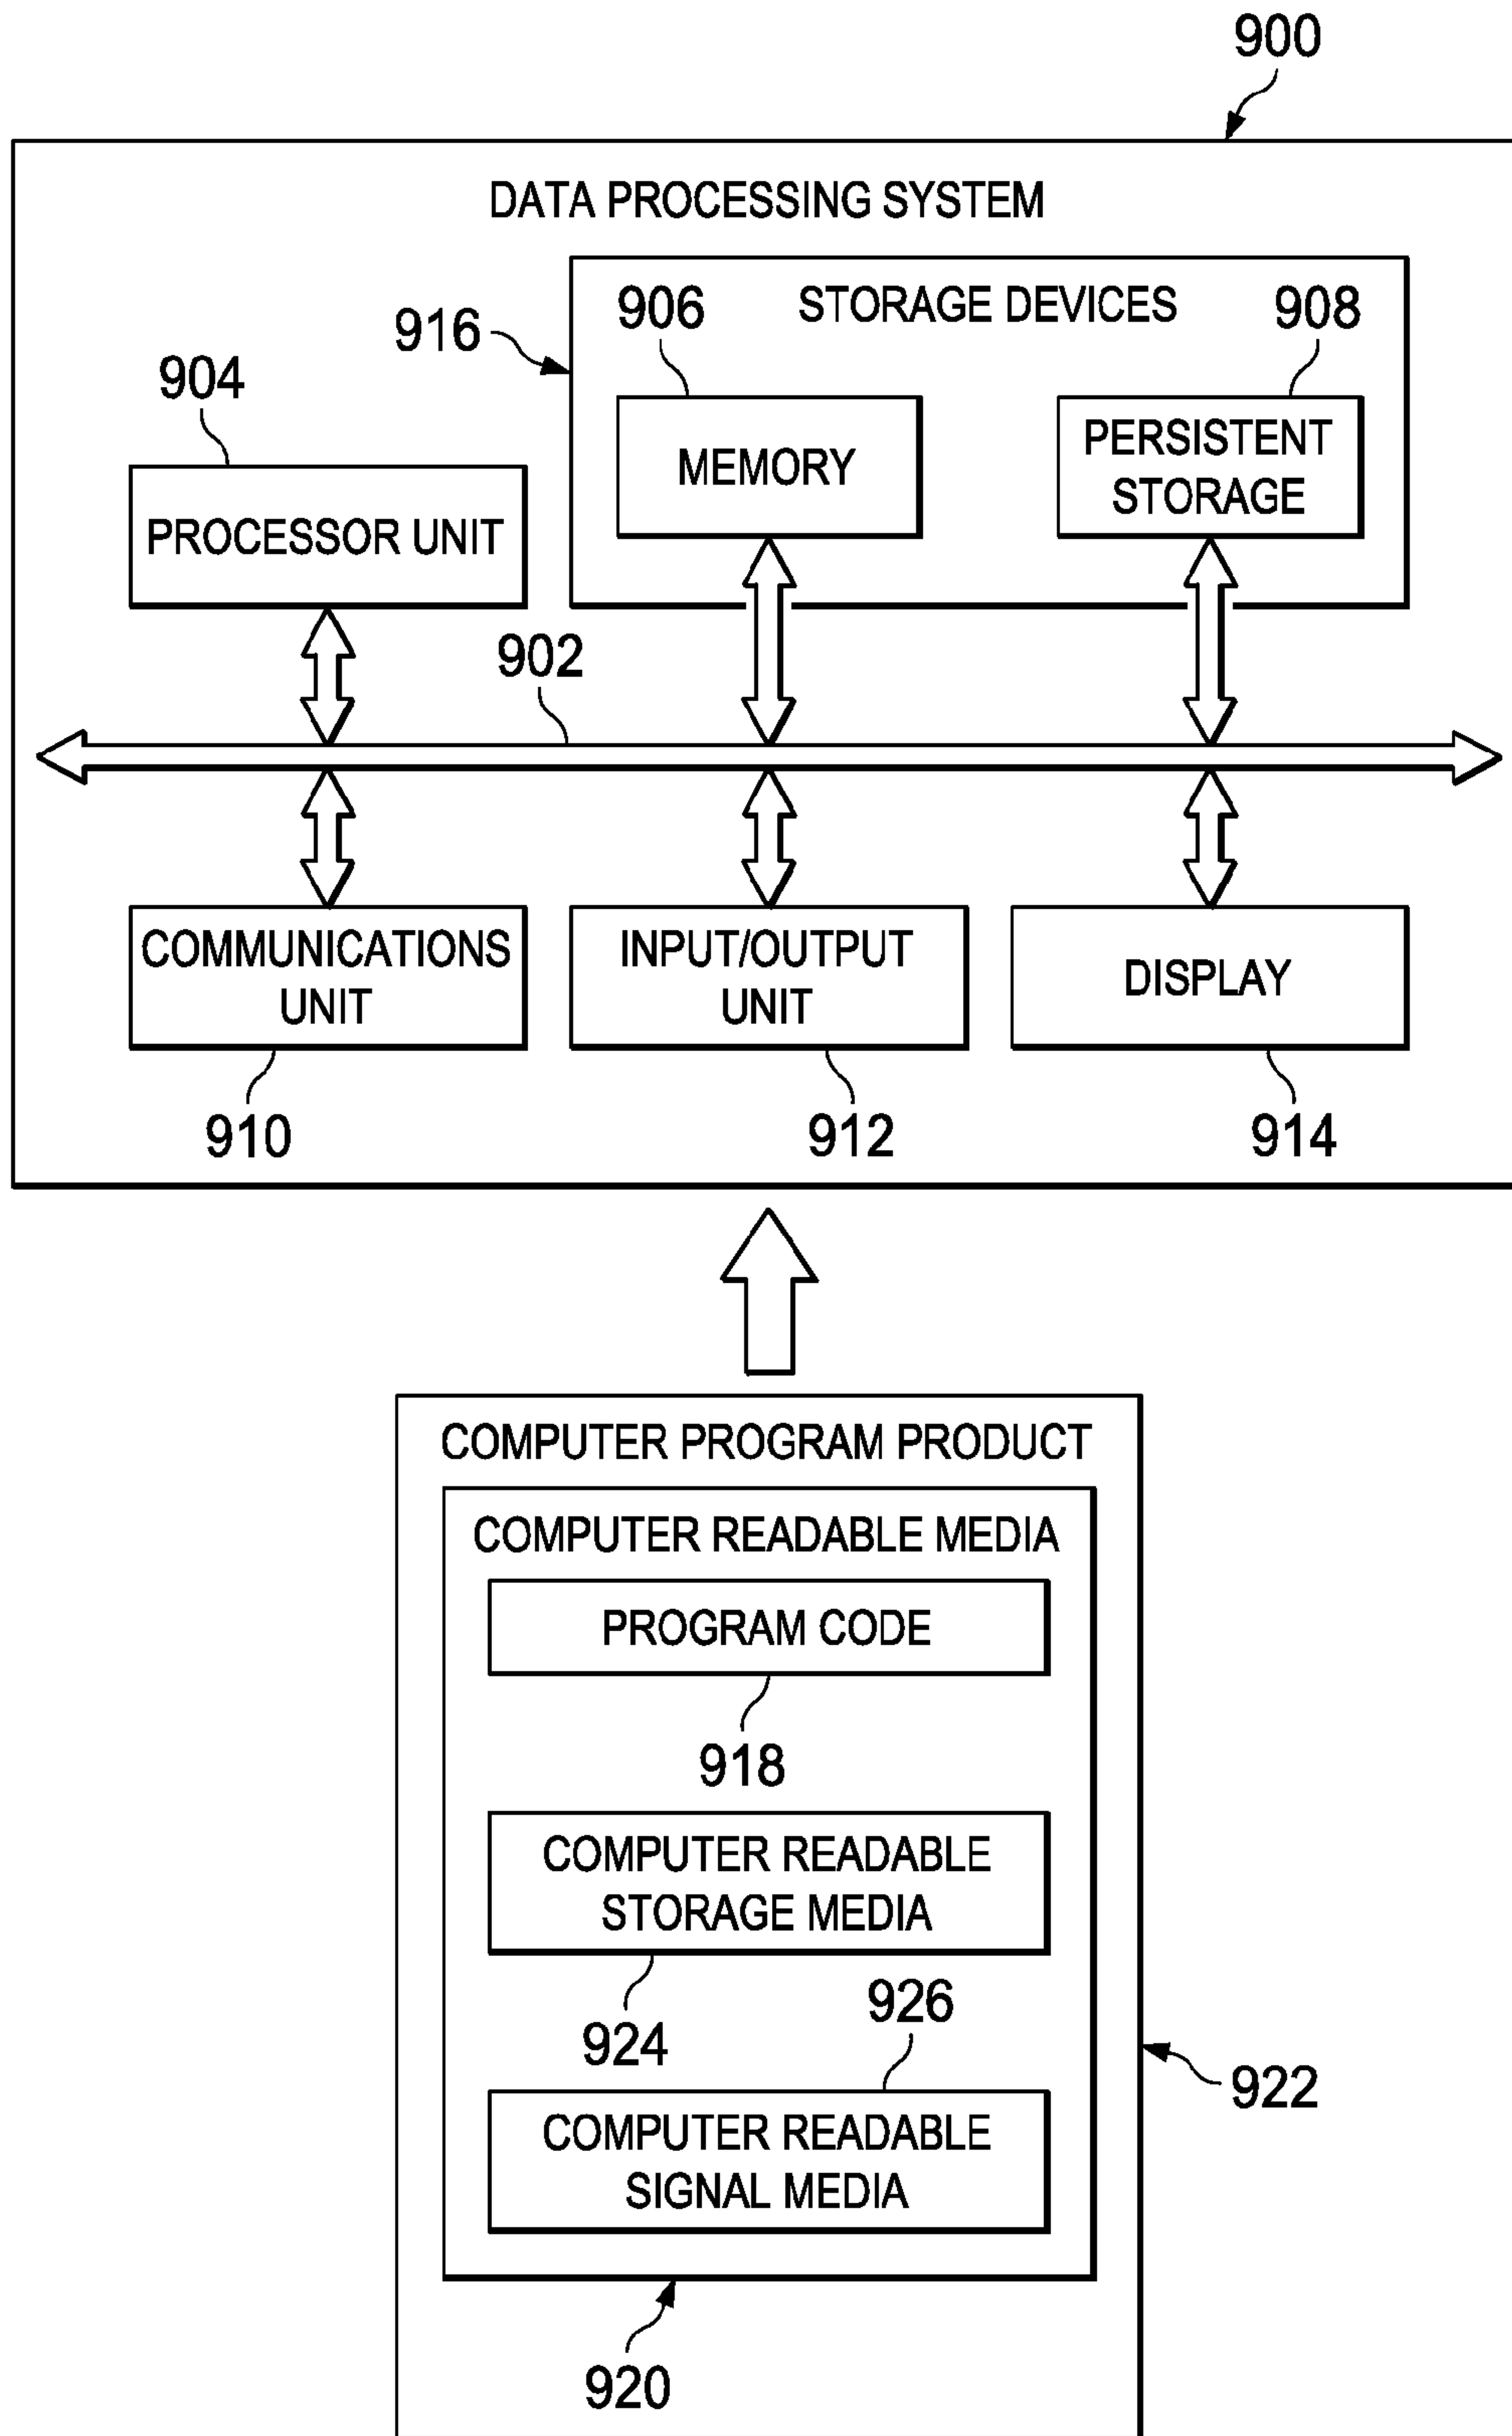 900
DATA PROCESSING SYSTEM
916
906
STORAGE DEVICES
908
904
MEMORY
PERSISTENT
STORAGE
PROCESSOR UNIT
902
COMMUNICATIONS
UNIT
INPUT/OUTPUT
UNIT
DISPLAY
910
912
914
COMPUTER PROGRAM PRODUCT
COMPUTER READABLE MEDIA
PROGRAM CODE
918
COMPUTER READABLE
STORAGE MEDIA
924
926
COMPUTER READABLE
SIGNAL MEDIA
922
920